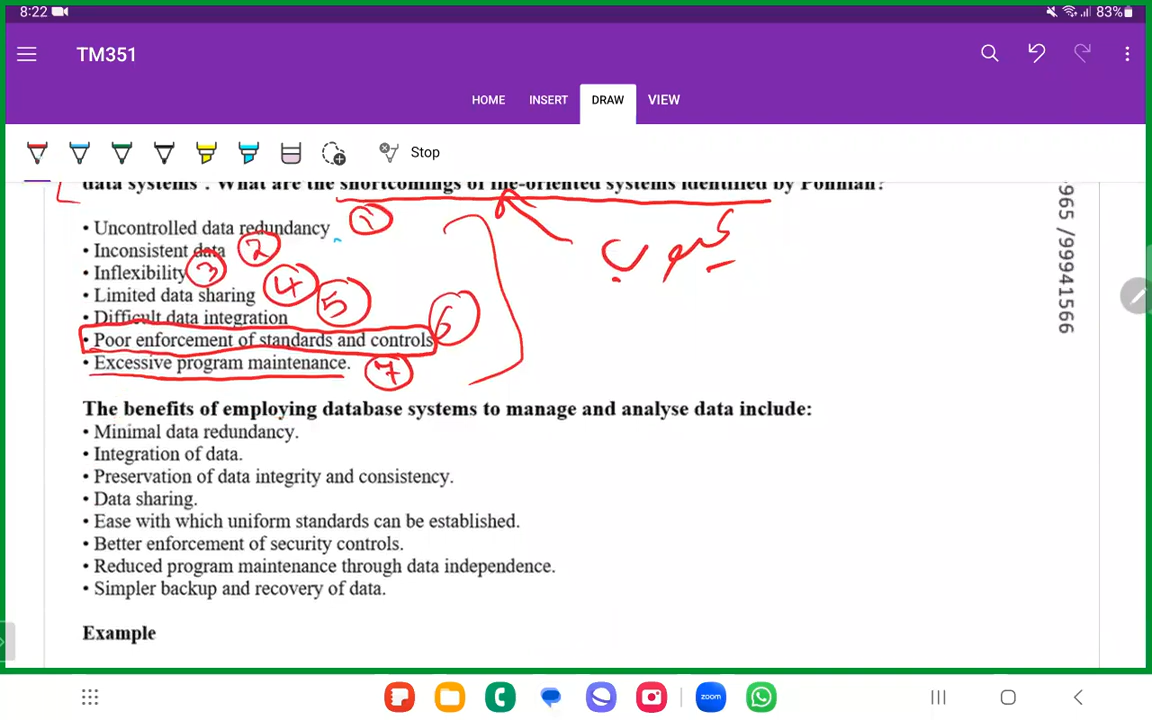 8:22
83%
TM351
HOME INSERT DRAW VIEW
Stop
data systems . What are the shortcomings of file-oriented systems identified by Pohnian?
• Uncontrolled data redundancy 1
• Inconsistent data 2
• Inflexibility 3
• Limited data sharing 4
• Difficult data integration 5
• Poor enforcement of standards and controls 6
• Excessive program maintenance. 7
The benefits of employing database systems to manage and analyse data include:
• Minimal data redundancy.
• Integration of data.
• Preservation of data integrity and consistency.
• Data sharing.
• Ease with which uniform standards can be established.
• Better enforcement of security controls.
• Reduced program maintenance through data independence.
• Simpler backup and recovery of data.
Example
965 /99941566
zoom